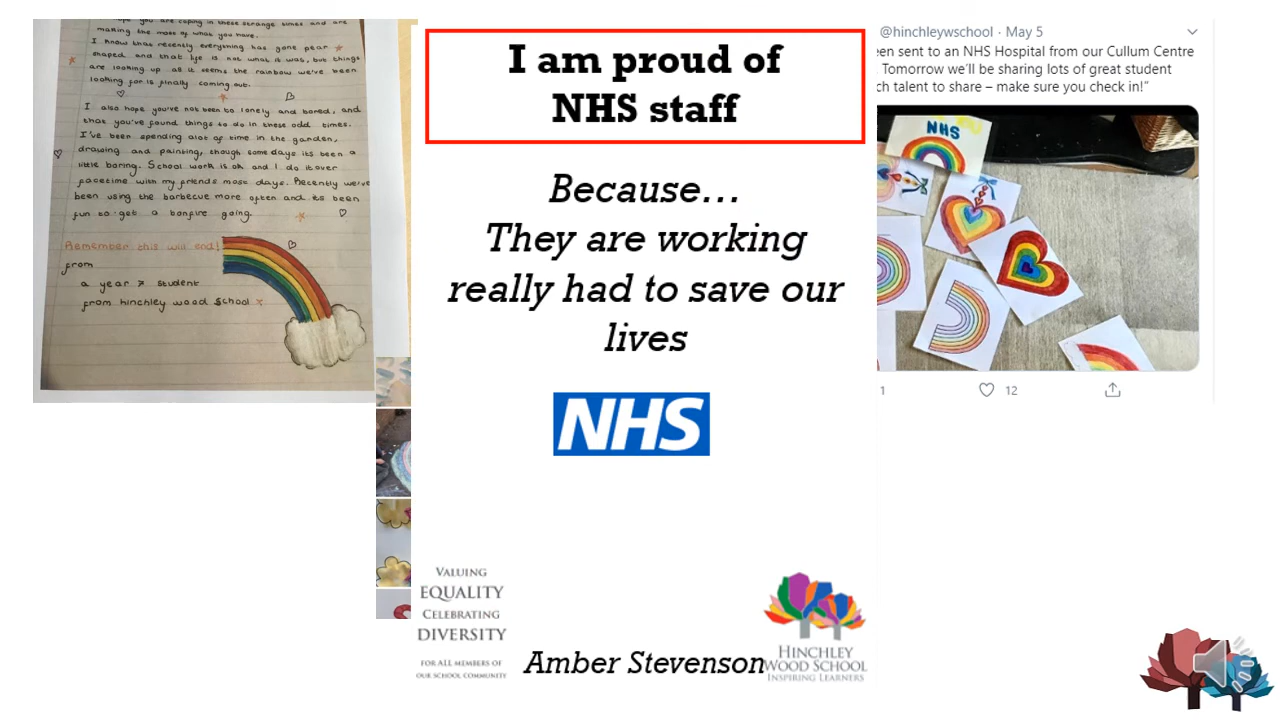 hope you are coping in these strange times and are
making the most of what you have.
I know that recently everything has gone pear
shaped and that life is not what it was, but things
are looking up all it seems the rainbow we've been
looking for is finally coming out.
I also hope you've not been to lonely and bored, and
that you've found things to do in these odd times.
I've been spending alot of time in the garden,
drawing and painting, though some days its been a
little boring. School work is ok and I do it over
facetime with my friends most days. Recently we've
been using the barbecue more often and its been
fun to get a bonfire going.
Remember this will end!
from
a year 7 student
from hinchley wood school
I am proud of
NHS staff
Because...
They are working
really had to save our
lives
NHS
VALUING
EQUALITY
CELEBRATING
DIVERSITY
FOR ALL MEMBERS OF
OUR SCHOOL COMMUNITY
Amber Stevenson
HINCHLEY
WOOD SCHOOL
INSPIRING LEARNERS
@hinchleywschool · May 5
een sent to an NHS Hospital from our Cullum Centre
. Tomorrow we'll be sharing lots of great student
ch talent to share – make sure you check in!"
NHS
1
12